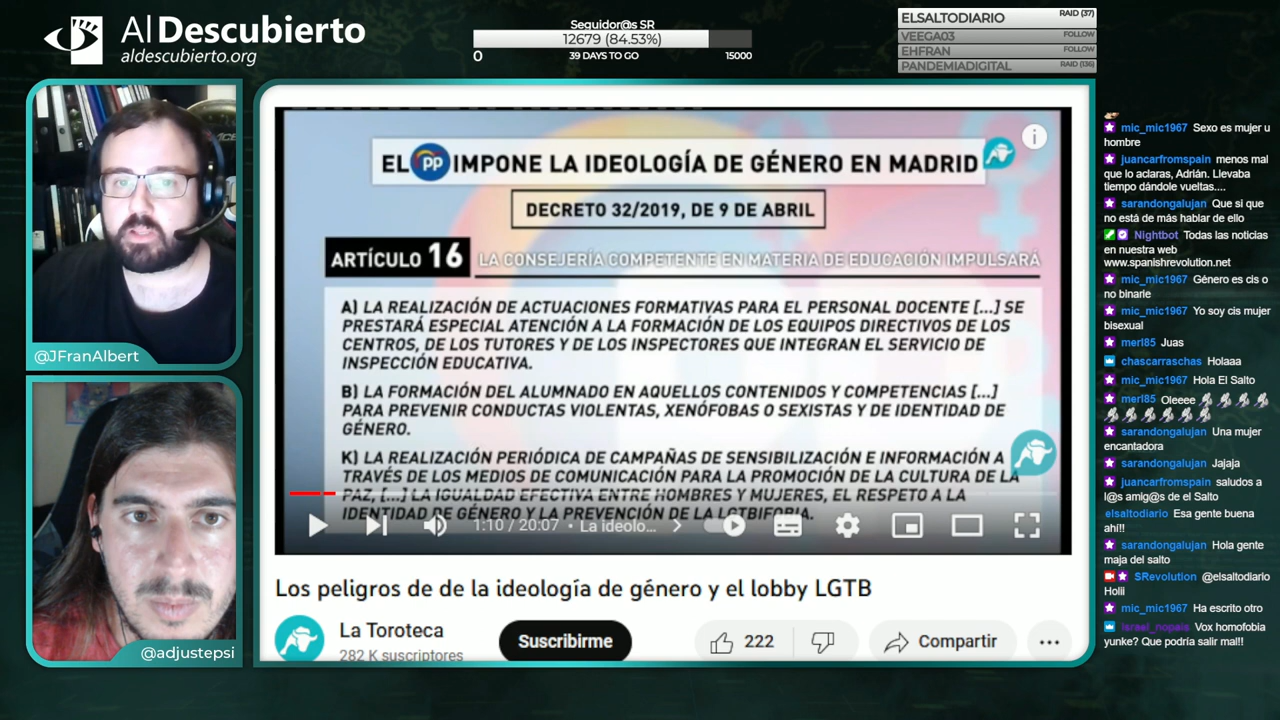 Al Descubierto
aldescubierto.org
Seguidor@s SR
12679 (84.53%)
0
39 DAYS TO GO
15000
ELSALTODIARIO
RAID (37)
VEEGA03
FOLLOW
EHFRAN
FOLLOW
PANDEMIADIGITAL
RAID (136)
@JFranAlbert
@adjustepsi
EL PP IMPONE LA IDEOLOGÍA DE GÉNERO EN MADRID
DECRETO 32/2019, DE 9 DE ABRIL
ARTÍCULO 16 LA CONSEJERÍA COMPETENTE EN MATERIA DE EDUCACIÓN IMPULSARÁ
A) LA REALIZACIÓN DE ACTUACIONES FORMATIVAS PARA EL PERSONAL DOCENTE [...] SE
PRESTARÁ ESPECIAL ATENCIÓN A LA FORMACIÓN DE LOS EQUIPOS DIRECTIVOS DE LOS
CENTROS, DE LOS TUTORES Y DE LOS INSPECTORES QUE INTEGRAN EL SERVICIO DE
INSPECCIÓN EDUCATIVA.
B) LA FORMACIÓN DEL ALUMNADO EN AQUELLOS CONTENIDOS Y COMPETENCIAS [...]
PARA PREVENIR CONDUCTAS VIOLENTAS, XENÓFOBAS O SEXISTAS Y DE IDENTIDAD DE
GÉNERO.
K) LA REALIZACIÓN PERIÓDICA DE CAMPAÑAS DE SENSIBILIZACIÓN E INFORMACIÓN A
TRAVÉS DE LOS MEDIOS DE COMUNICACIÓN PARA LA PROMOCIÓN DE LA CULTURA DE LA
PAZ, [...] LA IGUALDAD EFECTIVA ENTRE HOMBRES Y MUJERES, EL RESPETO A LA
IDENTIDAD DE GÉNERO Y LA PREVENCIÓN DE LA LGTBIFOBIA.
1:10 / 20:07 • La ideolo...
Los peligros de de la ideología de género y el lobby LGTB
La Toroteca
282 K suscriptores
Suscribirme
222
Compartir
mic_mic1967 Sexo es mujer u
hombre
juancarfromspain menos mal
que lo aclaras, Adrián. Llevaba
tiempo dándole vueltas....
sarandongalujan Que si que
no está de más hablar de ello
Nightbot Todas las noticias
en nuestra web
www.spanishrevolution.net
mic_mic1967 Género es cis o
no binarie
mic_mic1967 Yo soy cis mujer
bisexual
merl85 Juas
chascarraschas Holaaa
mic_mic1967 Hola El Salto
merl85 Oleeee
sarandongalujan Una mujer
encantadora
sarandongalujan Jajaja
juancarfromspain saludos a
l@s amig@s de el Salto
elsaltodiario Esa gente buena
ahí!!
sarandongalujan Hola gente
maja del salto
SRevolution @elsaltodiario
Holii
mic_mic1967 Ha escrito otro
israel_nopais Vox homofobia
yunke? Que podría salir mal!!